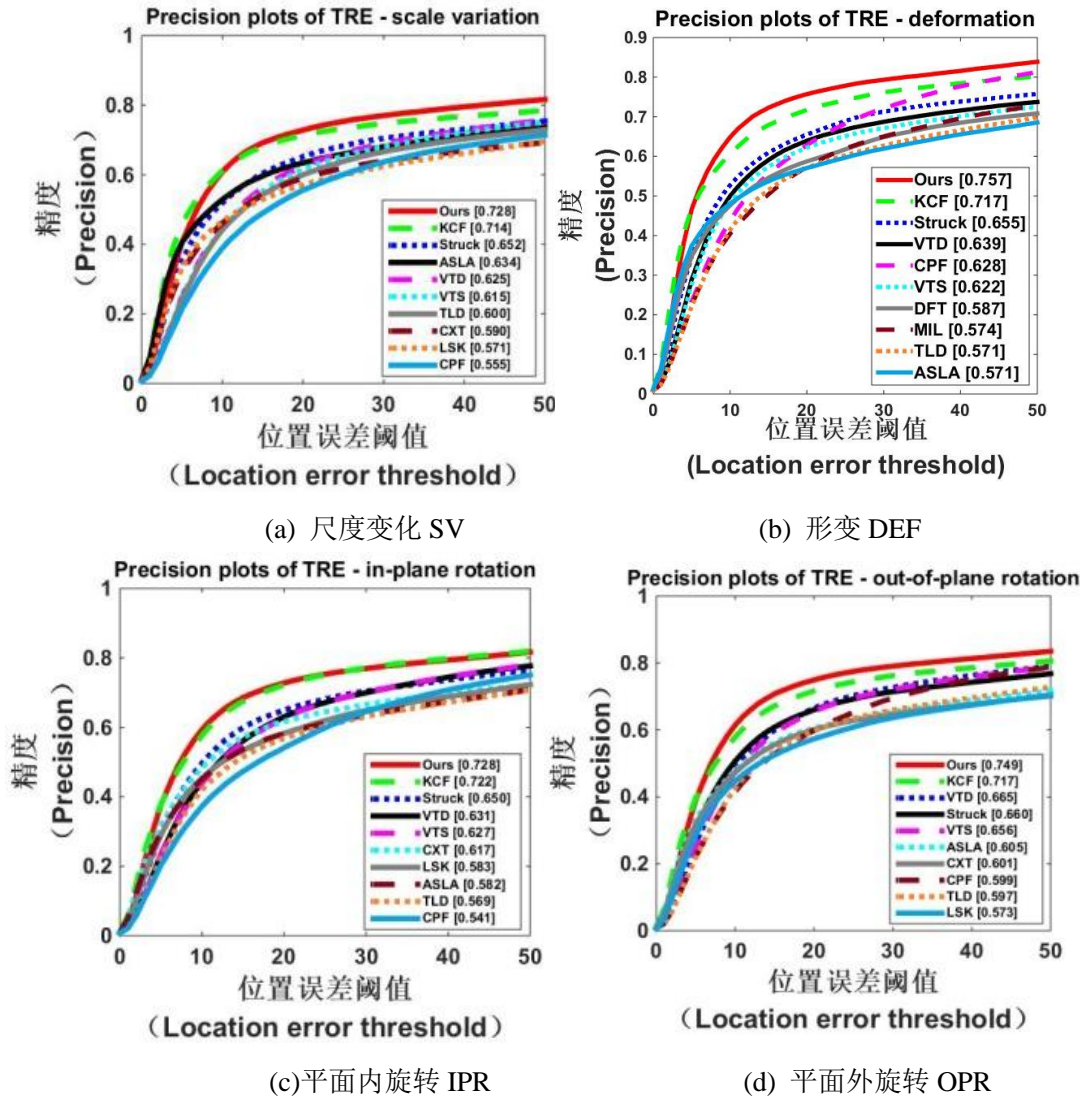 Precision plots of TRE - scale variation
1
0.8
0.6
0.4
0.2
0
精度
（Precision）
Ours [0.728]
KCF [0.714]
Struck [0.652]
ASLA [0.634]
VTD [0.625]
VTS [0.615]
TLD [0.600]
CXT [0.590]
LSK [0.571]
CPF [0.555]
0 10 20 30 40 50
位置误差阈值
（Location error threshold）
(a) 尺度变化 SV
Precision plots of TRE - deformation
0.9
0.8
0.7
0.6
0.5
0.4
0.3
0.2
0.1
0
精度
(Precision)
Ours [0.757]
KCF [0.717]
Struck [0.655]
VTD [0.639]
CPF [0.628]
VTS [0.622]
DFT [0.587]
MIL [0.574]
TLD [0.571]
ASLA [0.571]
0 10 20 30 40 50
位置误差阈值
(Location error threshold)
(b) 形变 DEF
Precision plots of TRE - in-plane rotation
1
0.8
0.6
0.4
0.2
0
精度
（Precision）
Ours [0.728]
KCF [0.722]
Struck [0.650]
VTD [0.631]
VTS [0.627]
CXT [0.617]
LSK [0.583]
ASLA [0.582]
TLD [0.569]
CPF [0.541]
0 10 20 30 40 50
位置误差阈值
（Location error threshold）
(c)平面内旋转 IPR
Precision plots of TRE - out-of-plane rotation
1
0.8
0.6
0.4
0.2
0
精度
（Precision）
Ours [0.749]
KCF [0.717]
VTD [0.665]
Struck [0.660]
VTS [0.656]
ASLA [0.605]
CXT [0.601]
CPF [0.599]
TLD [0.597]
LSK [0.573]
0 10 20 30 40 50
位置误差阈值
（Location error threshold）
(d) 平面外旋转 OPR